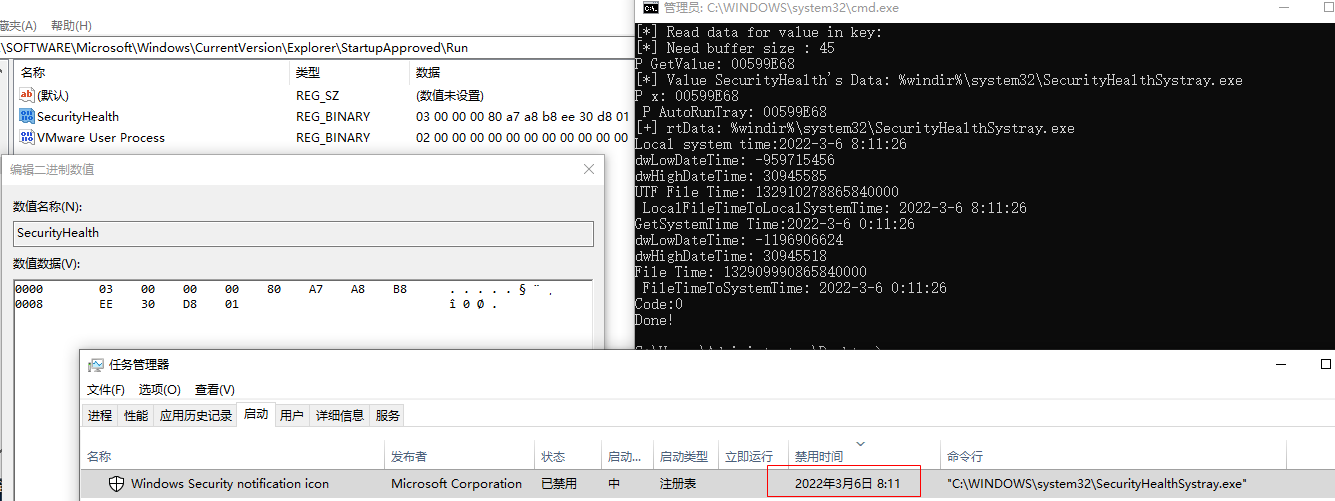 藏夹(A) 帮助(H)
\SOFTWARE\Microsoft\Windows\CurrentVersion\Explorer\StartupApproved\Run
名称 类型 数据
(默认) REG_SZ (数值未设置)
SecurityHealth REG_BINARY 03 00 00 00 80 a7 a8 b8 ee 30 d8 01
VMware User Process REG_BINARY 02 00 00 00 00 00 00 00 00 00 00 00
编辑二进制数值
数值名称(N):
SecurityHealth
数值数据(V):
0000 03 00 00 00 80 A7 A8 B8 . . . . . § ¨ ¸
0008 EE 30 D8 01 î 0 Ø .
管理员: C:\WINDOWS\system32\cmd.exe
[*] Read data for value in key:
[*] Need buffer size : 45
P GetValue: 00599E68
[*] Value SecurityHealth's Data: %windir%\system32\SecurityHealthSystray.exe
P x: 00599E68
P AutoRunTray: 00599E68
[+] rtData: %windir%\system32\SecurityHealthSystray.exe
Local system time:2022-3-6 8:11:26
dwLowDateTime: -959715456
dwHighDateTime: 30945585
UTF File Time: 132910278865840000
LocalFileTimeToLocalSystemTime: 2022-3-6 8:11:26
GetSystemTime Time:2022-3-6 0:11:26
dwLowDateTime: -1196906624
dwHighDateTime: 30945518
File Time: 132909990865840000
FileTimeToSystemTime: 2022-3-6 0:11:26
Code:0
Done!
任务管理器
文件(F) 选项(O) 查看(V)
进程 性能 应用历史记录 启动 用户 详细信息 服务
名称 发布者 状态 启动... 启动类型 立即运行 禁用时间 命令行
Windows Security notification icon Microsoft Corporation 已禁用 中 注册表 2022年3月6日 8:11 "C:\WINDOWS\system32\SecurityHealthSystray.exe"